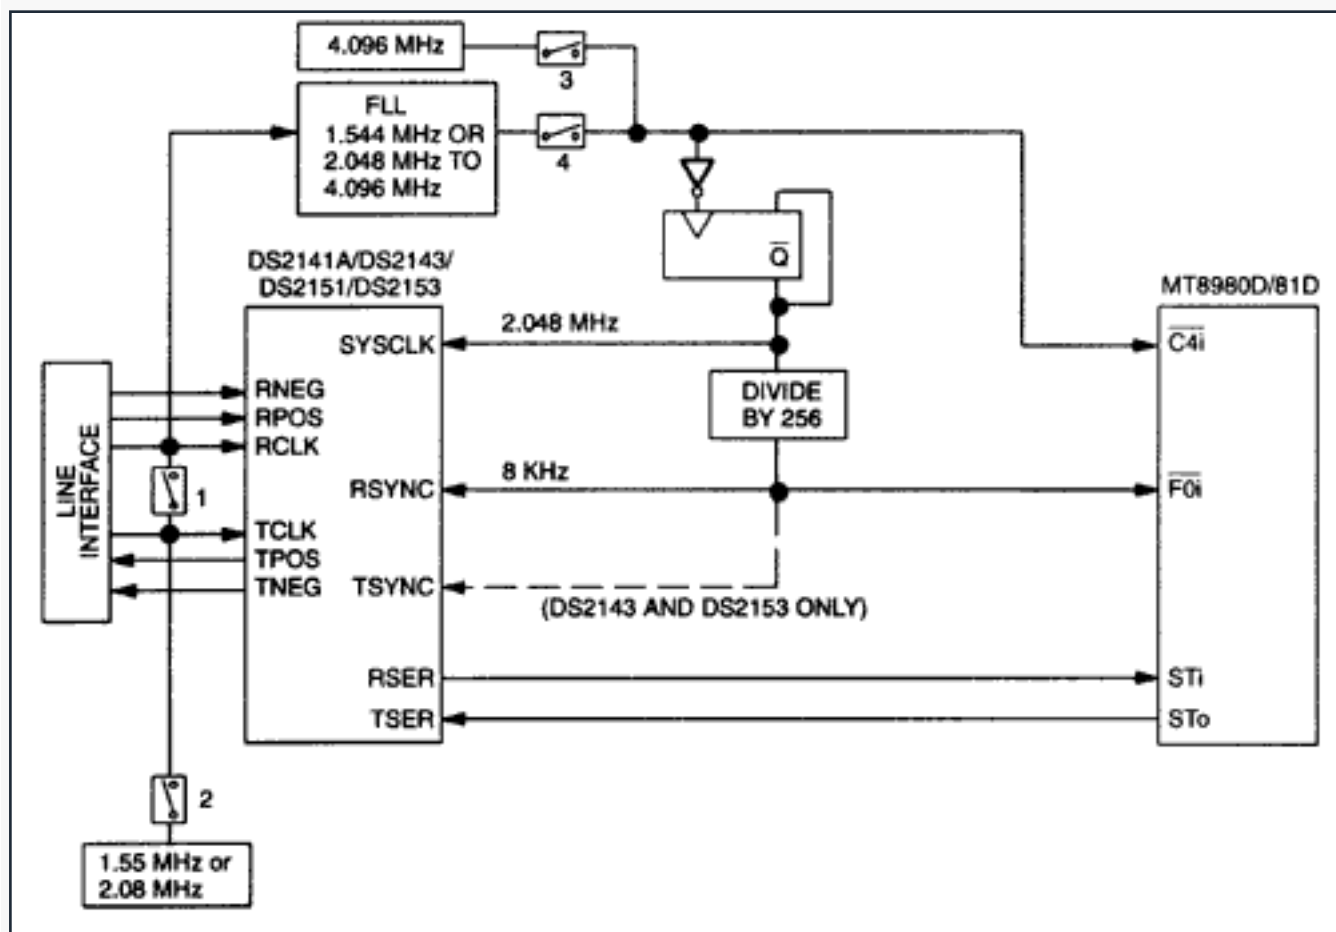 4.096 MHz
3
FLL
1.544 MHz OR
2.048 MHz TO
4.096 MHz
4
Q
DS2141A/DS2143/
DS2151/DS2153
MT8980D/81D
2.048 MHz
SYSCLK
C4i
DIVIDE
BY 256
LINE
INTERFACE
RNEG
RPOS
RCLK
8 KHz
RSYNC
F0i
1
TCLK
TPOS
TNEG
TSYNC
(DS2143 AND DS2153 ONLY)
RSER
STi
TSER
STo
2
1.55 MHz or
2.08 MHz